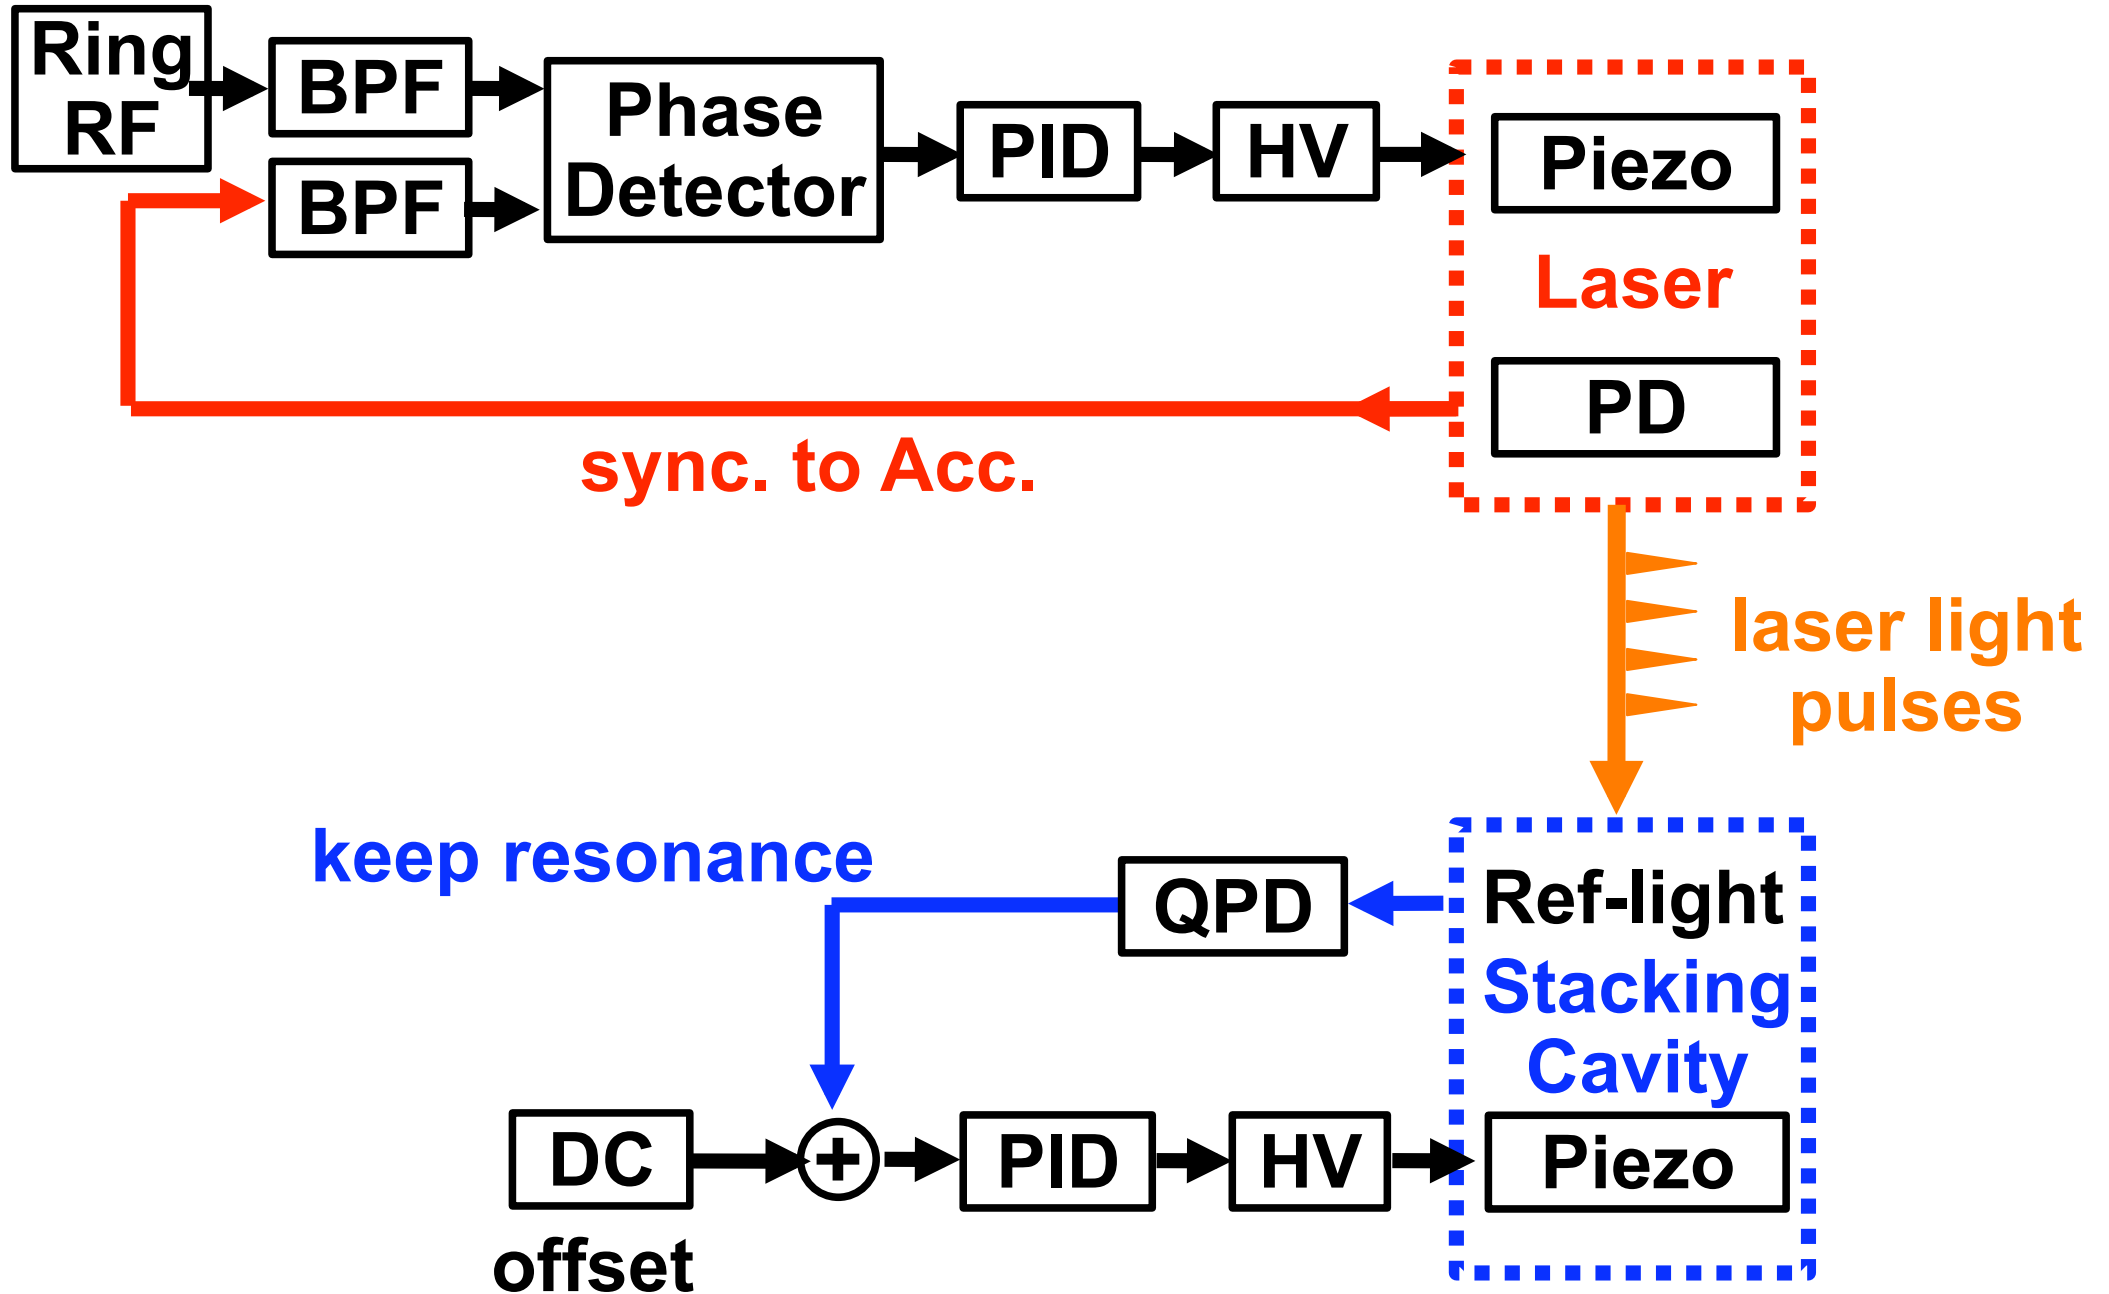 Ring
RF
BPF
BPF
Phase
Detector
PID
HV
Piezo
Laser
PD
sync. to Acc.
laser light
pulses
keep resonance
QPD
Ref-light
Stacking
Cavity
DC
+
PID
HV
Piezo
offset